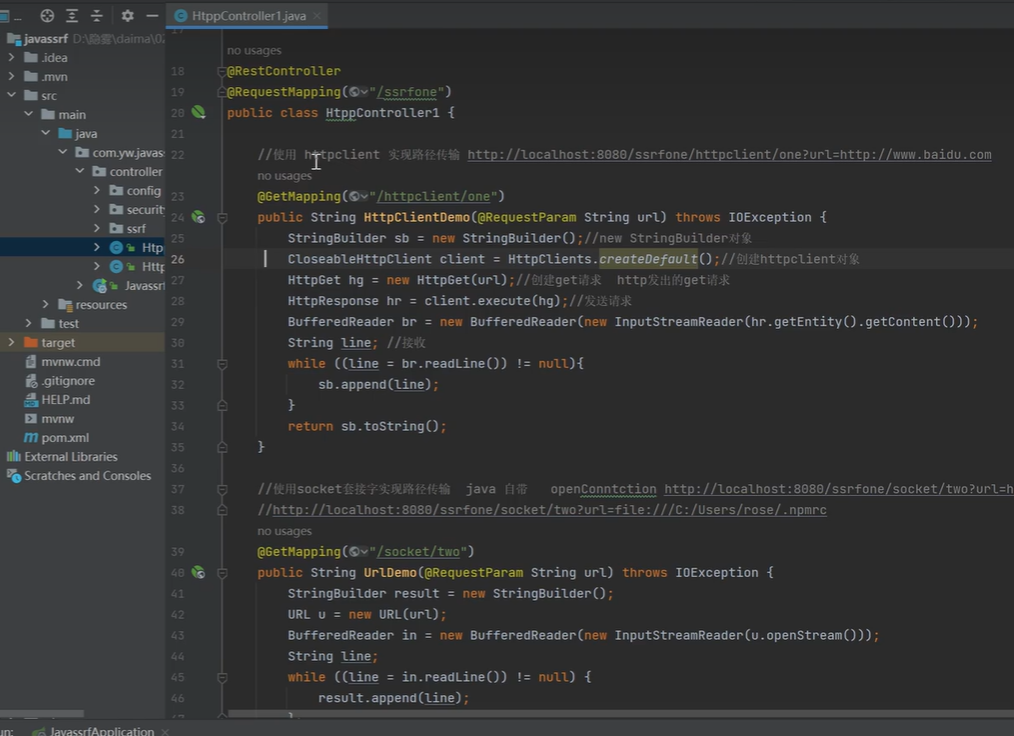 HtppController1.java
javassrf D:\隐雾\daima\02
.idea
.mvn
src
main
java
com.yw.javas
controller
config
securit
ssrf
Htp
Htt
Javassrf
resources
test
target
mvnw.cmd
.gitignore
HELP.md
mvnw
pom.xml
External Libraries
Scratches and Consoles
17
no usages
18 @RestController
19 @RequestMapping("/ssrfone")
20 public class HtppController1 {
21
22 //使用 httpclient 实现路径传输 http://localhost:8080/ssrfone/httpclient/one?url=http://www.baidu.com
no usages
23 @GetMapping("/httpclient/one")
24 public String HttpClientDemo(@RequestParam String url) throws IOException {
25 StringBuilder sb = new StringBuilder();//new StringBuilder对象
26 CloseableHttpClient client = HttpClients.createDefault();//创建httpclient对象
27 HttpGet hg = new HttpGet(url);//创建get请求 http发出的get请求
28 HttpResponse hr = client.execute(hg);//发送请求
29 BufferedReader br = new BufferedReader(new InputStreamReader(hr.getEntity().getContent()));
30 String line; //接收
31 while ((line = br.readLine()) != null){
32 sb.append(line);
33 }
34 return sb.toString();
35 }
36
37 //使用socket套接字实现路径传输 java 自带 openConntction http://localhost:8080/ssrfone/socket/two?url=h
38 //http://localhost:8080/ssrfone/socket/two?url=file:///C:/Users/rose/.npmrc
no usages
39 @GetMapping("/socket/two")
40 public String UrlDemo(@RequestParam String url) throws IOException {
41 StringBuilder result = new StringBuilder();
42 URL u = new URL(url);
43 BufferedReader in = new BufferedReader(new InputStreamReader(u.openStream()));
44 String line;
45 while ((line = in.readLine()) != null) {
46 result.append(line);
47 }
un: JavassrfApplication